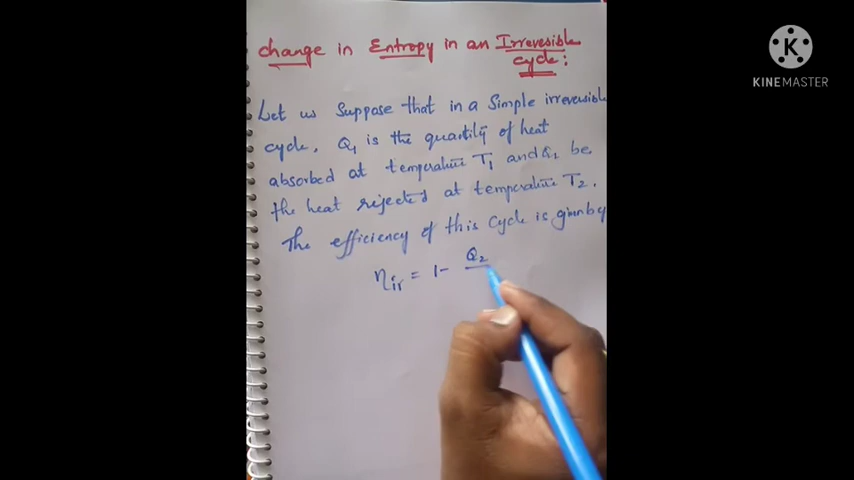 change in Entropy in an Irrevesible
cycle:
Let us Suppose that in a Simple irreversible
cycle, Q1 is the quantity of heat
absorbed at temperature T1 and Q2 be
the heat rejected at temperature T2.
The efficiency of this cycle is given by
ηir = 1 - Q2
K
KINEMASTER